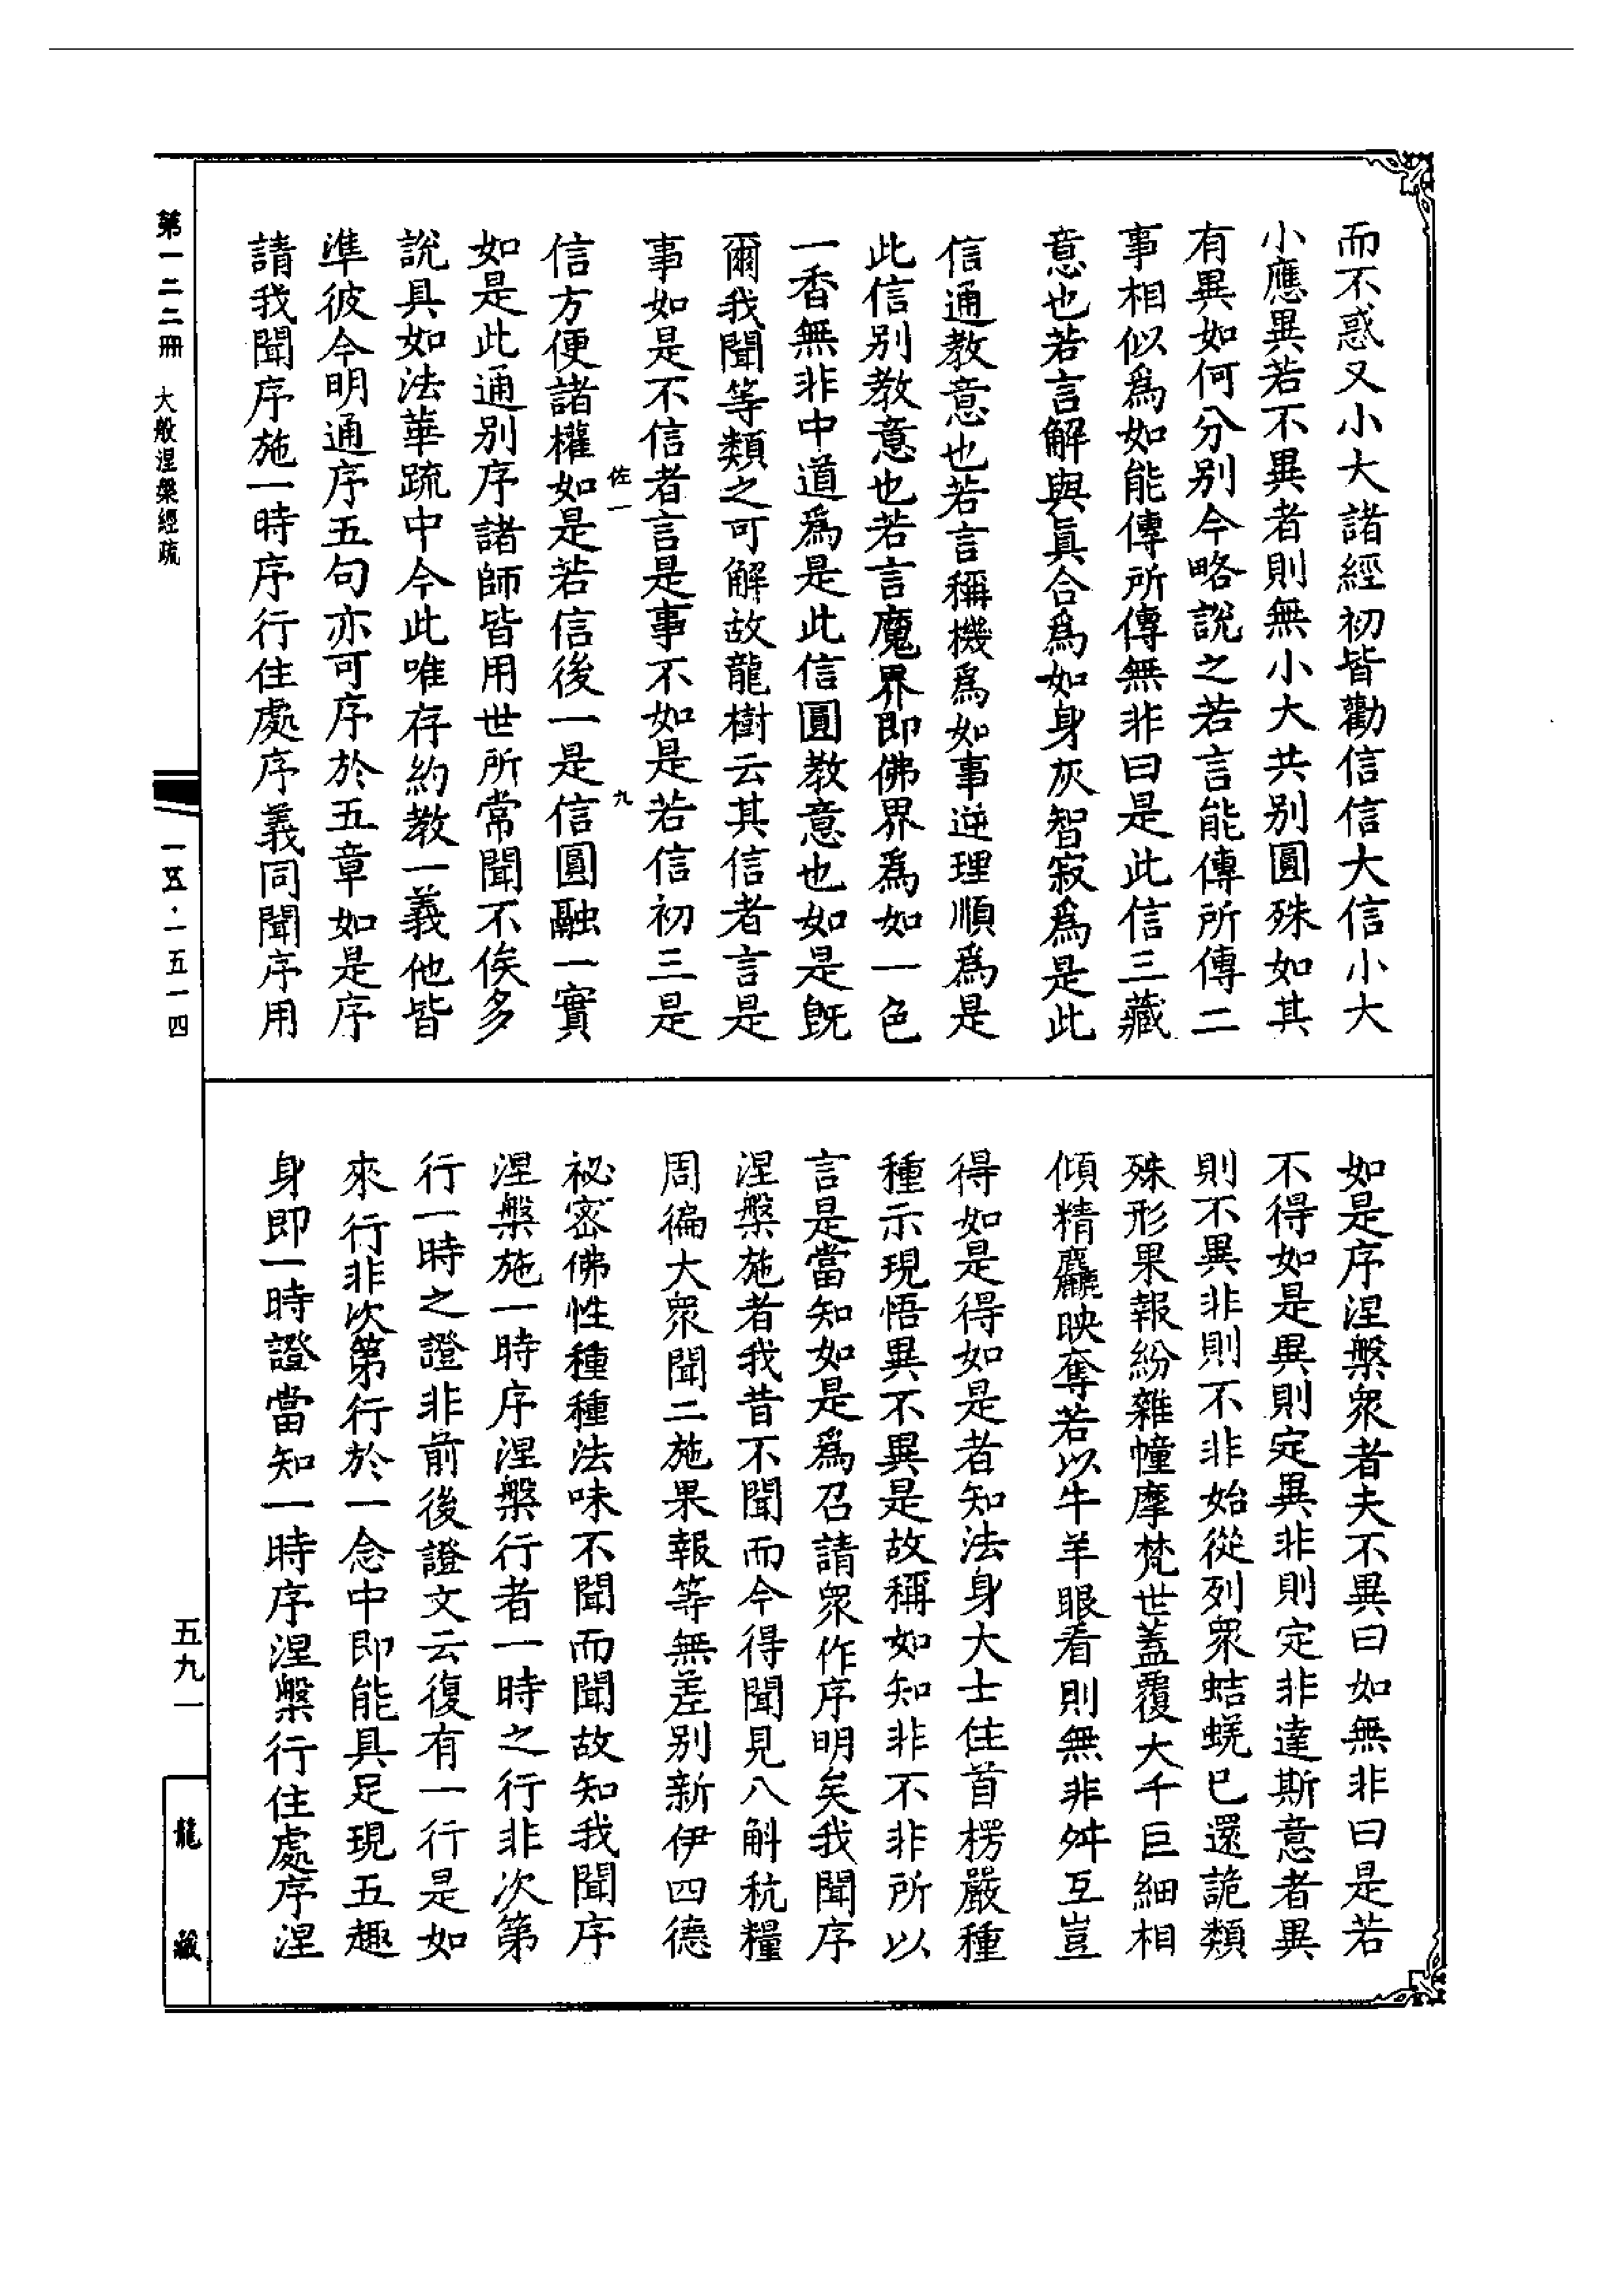 而不惑又小大諸經初皆勸信信大信小大
小應異若不異者則無小大共別圓殊如其
有異如何分別今略說之若言能傳所傳二
事相似爲如能傳所傳無非曰是此信三藏
意也若言解與眞合爲如身灰智寂爲是此
信通教意也若言稱機爲如事逆理順爲是
此信別教意也若言魔界即佛界爲如一色
一香無非中道爲是此信圓教意也如是旣
爾我聞等類之可解故龍樹云其信者言是
事如是不信者言是事不如是若信初三是
佐一
九
信方便諸權如是若信後一是信圓融一實
如是此通別序諸師皆用世所常聞不俟多
說具如法華䟽中今此唯存約教一義他皆
準彼今明通序五句亦可序於五章如是序
請我聞序施一時序行住處序義同聞序用
如是序涅槃衆者夫不異曰如無非曰是若
不得如是異則定異非則定非達斯意者異
則不異非則不非始從列衆蛣蜣已還詭類
殊形果報紛雜幢摩梵世蓋覆大千巨細相
傾精麤映奪若以牛羊眼看則無非舛互豈
得如是得如是者知法身大士住首楞嚴種
種示現悟異不異是故稱如知非不非所以
言是當知如是爲召請衆作序明矣我聞序
涅槃施者我昔不聞而今得聞見八斛秔糧
周徧大衆聞二施果報等無差別新伊四德
祕密佛性種種法味不聞而聞故知我聞序
涅槃施一時序涅槃行者一時之行非次第
行一時之證非前後證文云復有一行是如
來行非次第行於一念中即能具足現五趣
身即一時證當知一時序涅槃行住處序涅
第一二二冊　大般涅槃經疏
一五·一五一四
五九一
龍藏